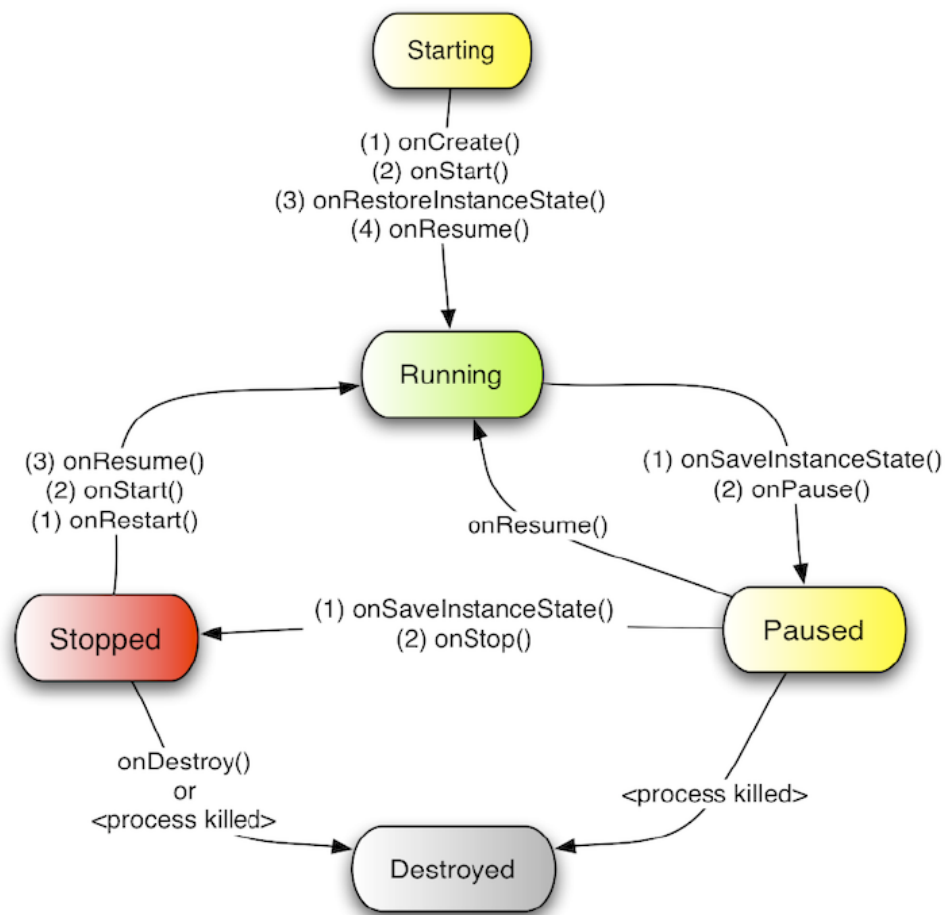 Starting
(1) onCreate()
(2) onStart()
(3) onRestoreInstanceState()
(4) onResume()
Running
(3) onResume()
(2) onStart()
(1) onRestart()
(1) onSaveInstanceState()
(2) onPause()
onResume()
Stopped
(1) onSaveInstanceState()
(2) onStop()
Paused
onDestroy()
or
<process killed>
<process killed>
Destroyed